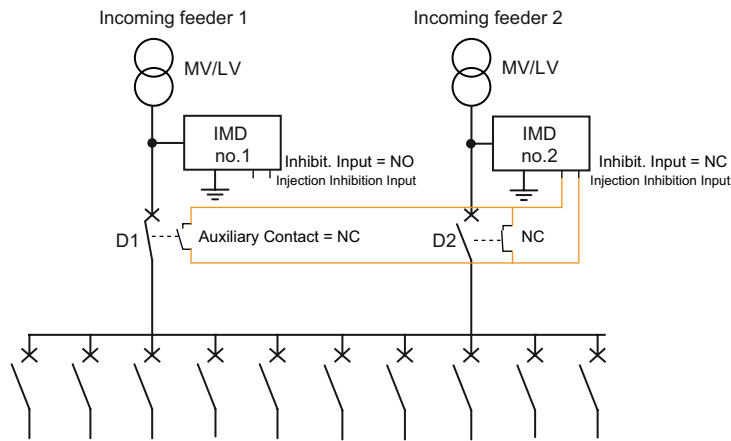 Incoming feeder 1
Incoming feeder 2
MV/LV
MV/LV
IMD
no.1
Inhibit. Input = NO
Injection Inhibition Input
IMD
no.2
Inhibit. Input = NC
Injection Inhibition Input
D1
Auxiliary Contact = NC
D2
NC